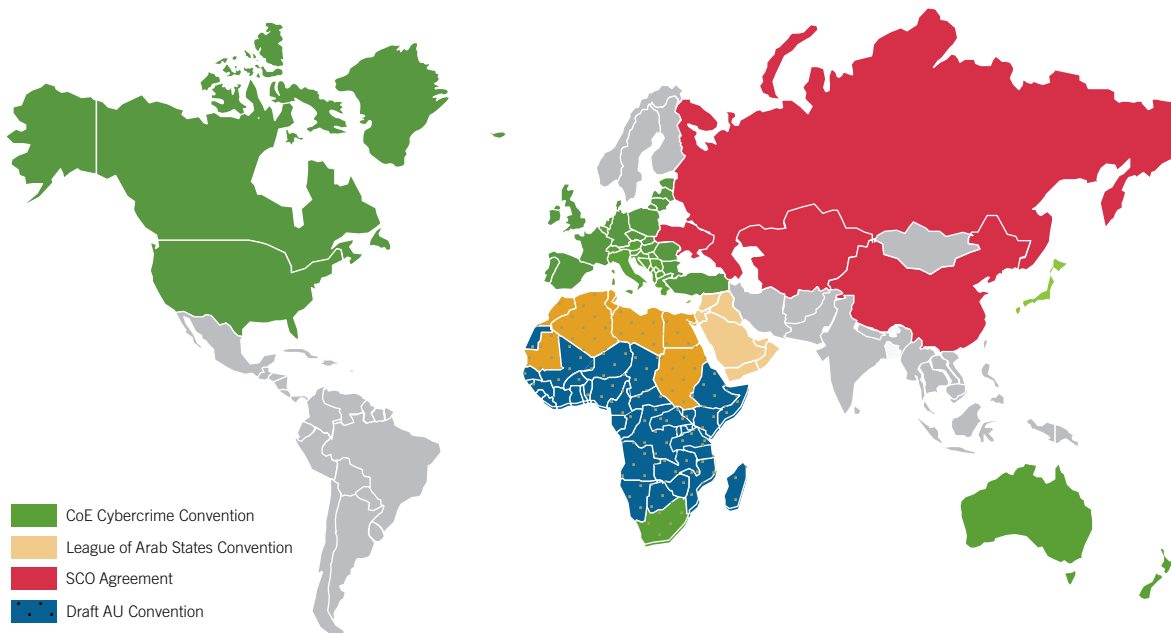 CoE Cybercrime Convention
League of Arab States Convention
SCO Agreement
Draft AU Convention